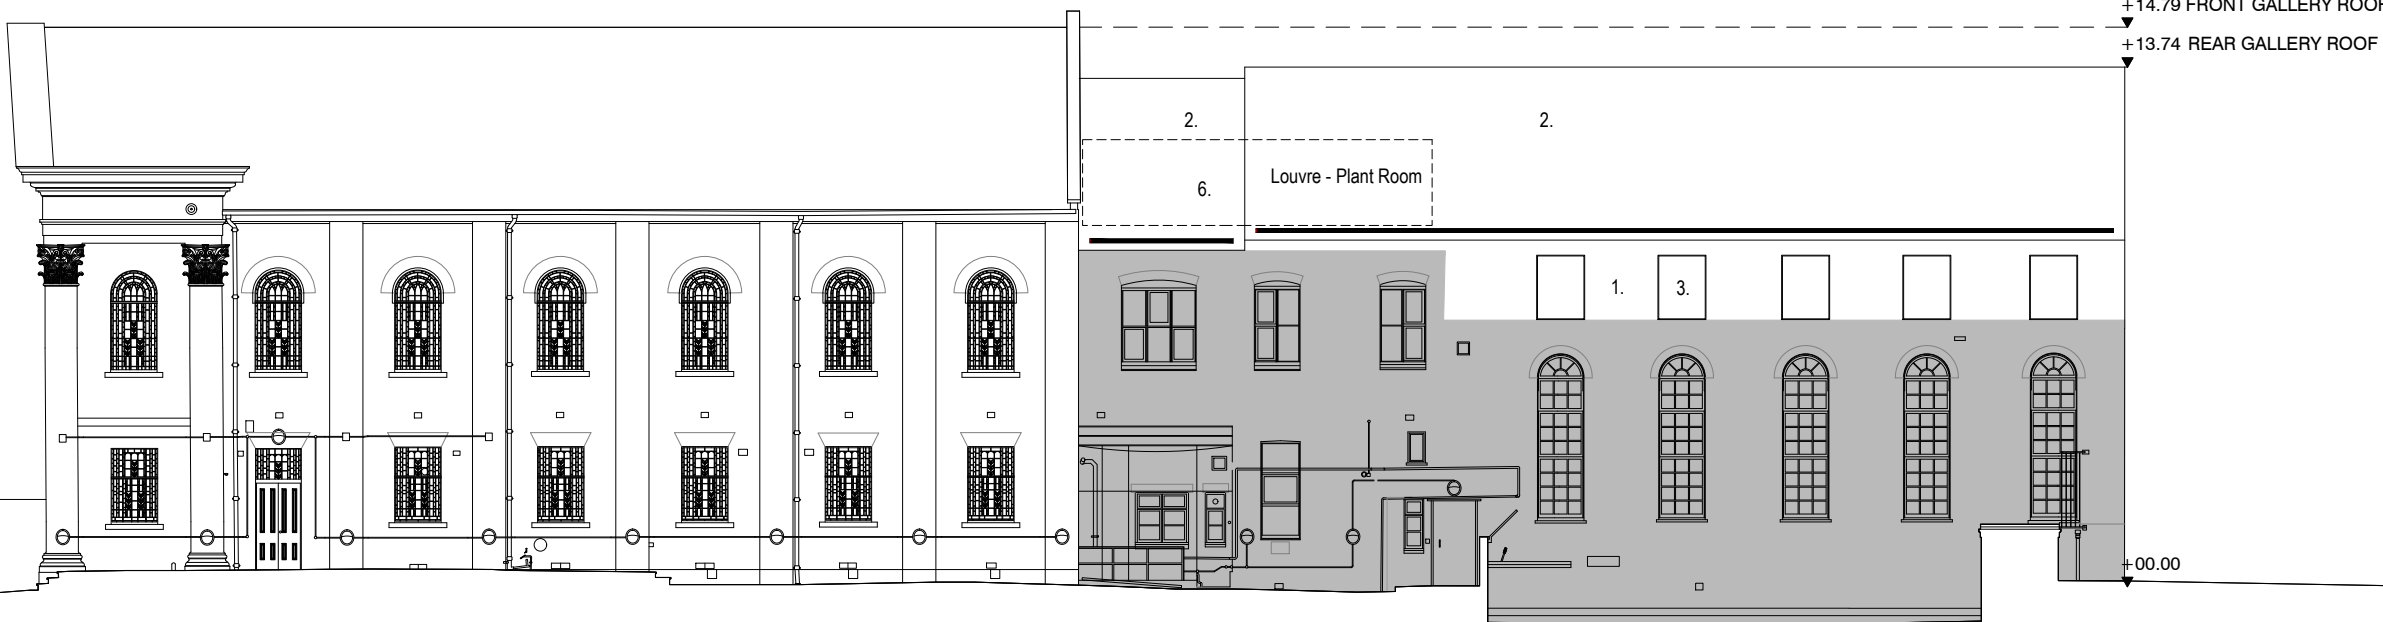 +14.79 FRONT GALLERY ROOF
+13.74 REAR GALLERY ROOF
2.
2.
Louvre - Plant Room
6.
1.
3.
+00.00